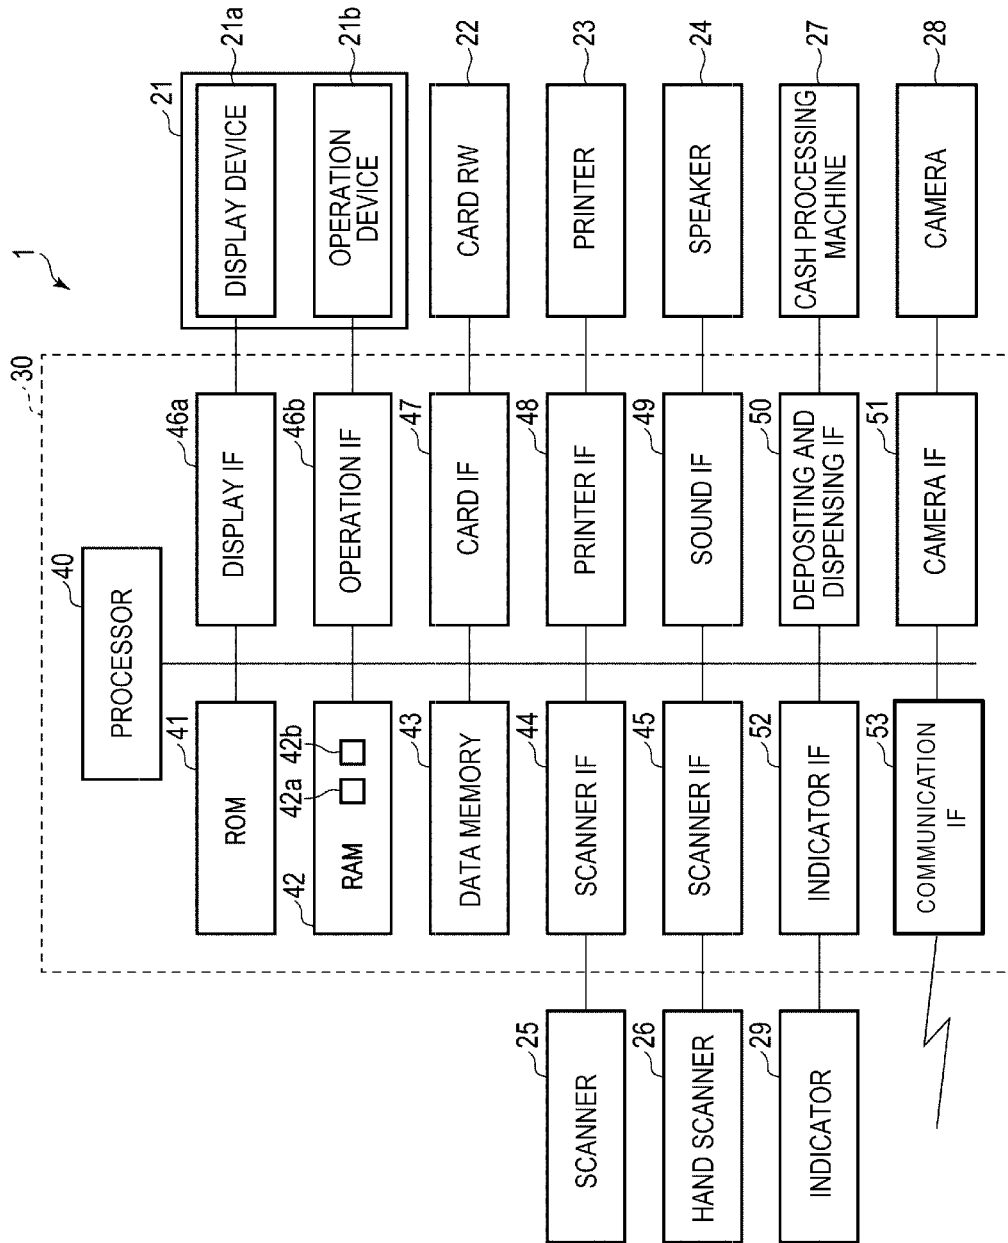 1
30
40
PROCESSOR
41
ROM
46a
DISPLAY IF
21
DISPLAY DEVICE
21a
42
RAM
42a
42b
46b
OPERATION IF
OPERATION
DEVICE
21b
43
DATA MEMORY
47
CARD IF
CARD RW
22
25
SCANNER
44
SCANNER IF
48
PRINTER IF
PRINTER
23
26
HAND SCANNER
45
SCANNER IF
49
SOUND IF
SPEAKER
24
29
INDICATOR
52
INDICATOR IF
50
DEPOSITING AND
DISPENSING IF
CASH PROCESSING
MACHINE
27
53
COMMUNICATION
IF
51
CAMERA IF
CAMERA
28